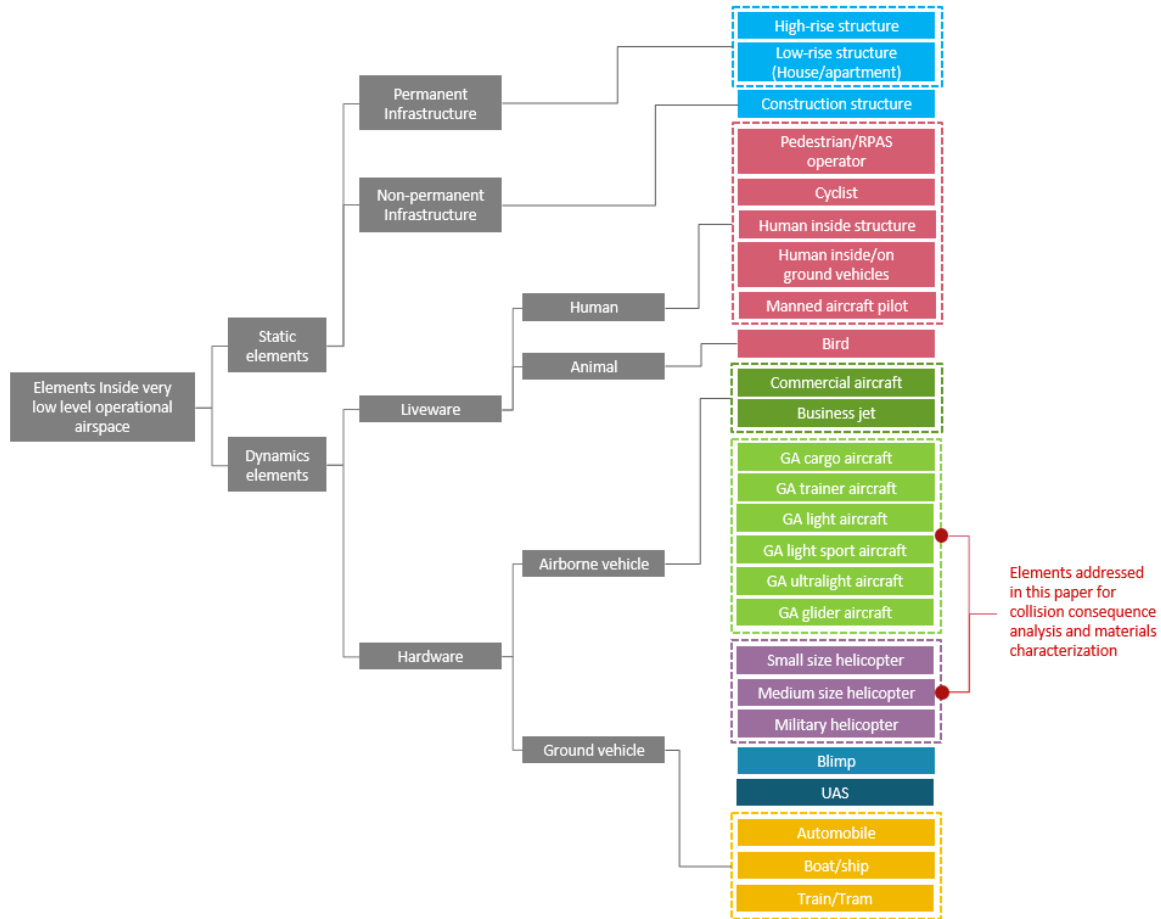 Elements Inside very
low level operational
airspace
Static
elements
Dynamics
elements
Permanent
Infrastructure
Non-permanent
Infrastructure
Liveware
Hardware
Human
Animal
Airborne vehicle
Ground vehicle
High-rise structure
Low-rise structure
(House/apartment)
Construction structure
Pedestrian/RPAS
operator
Cyclist
Human inside structure
Human inside/on
ground vehicles
Manned aircraft pilot
Bird
Commercial aircraft
Business jet
GA cargo aircraft
GA trainer aircraft
GA light aircraft
GA light sport aircraft
GA ultralight aircraft
GA glider aircraft
Small size helicopter
Medium size helicopter
Military helicopter
Blimp
UAS
Automobile
Boat/ship
Train/Tram
Elements addressed
in this paper for
collision consequence
analysis and materials
characterization